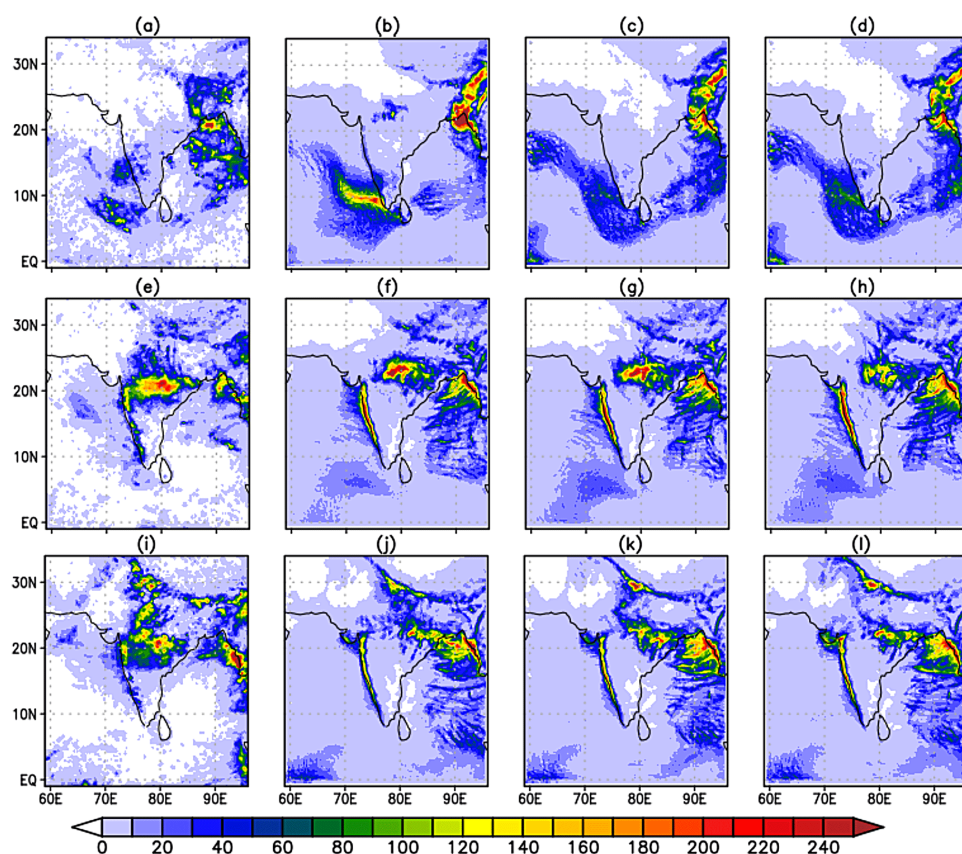 (a) (b) (c) (d)
30N
20N
10N
EQ
(e) (f) (g) (h)
30N
20N
10N
EQ
(i) (j) (k) (l)
30N
20N
10N
EQ
60E 70E 80E 90E 60E 70E 80E 90E 60E 70E 80E 90E 60E 70E 80E 90E
0 20 40 60 80 100 120 140 160 180 200 220 240